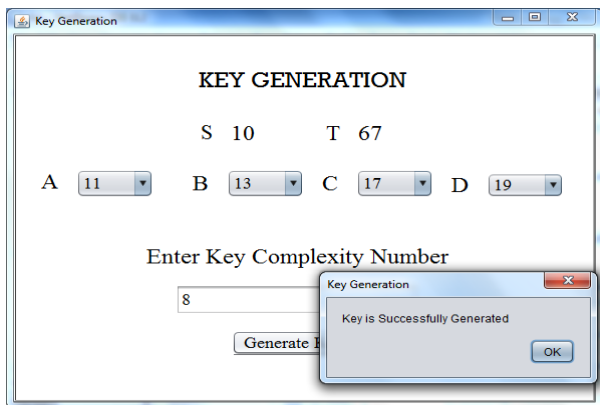 Key Generation
KEY GENERATION
S 10 T 67
A 11 B 13 C 17 D 19
Enter Key Complexity Number
8
Generate
Key Generation
Key is Successfully Generated
OK